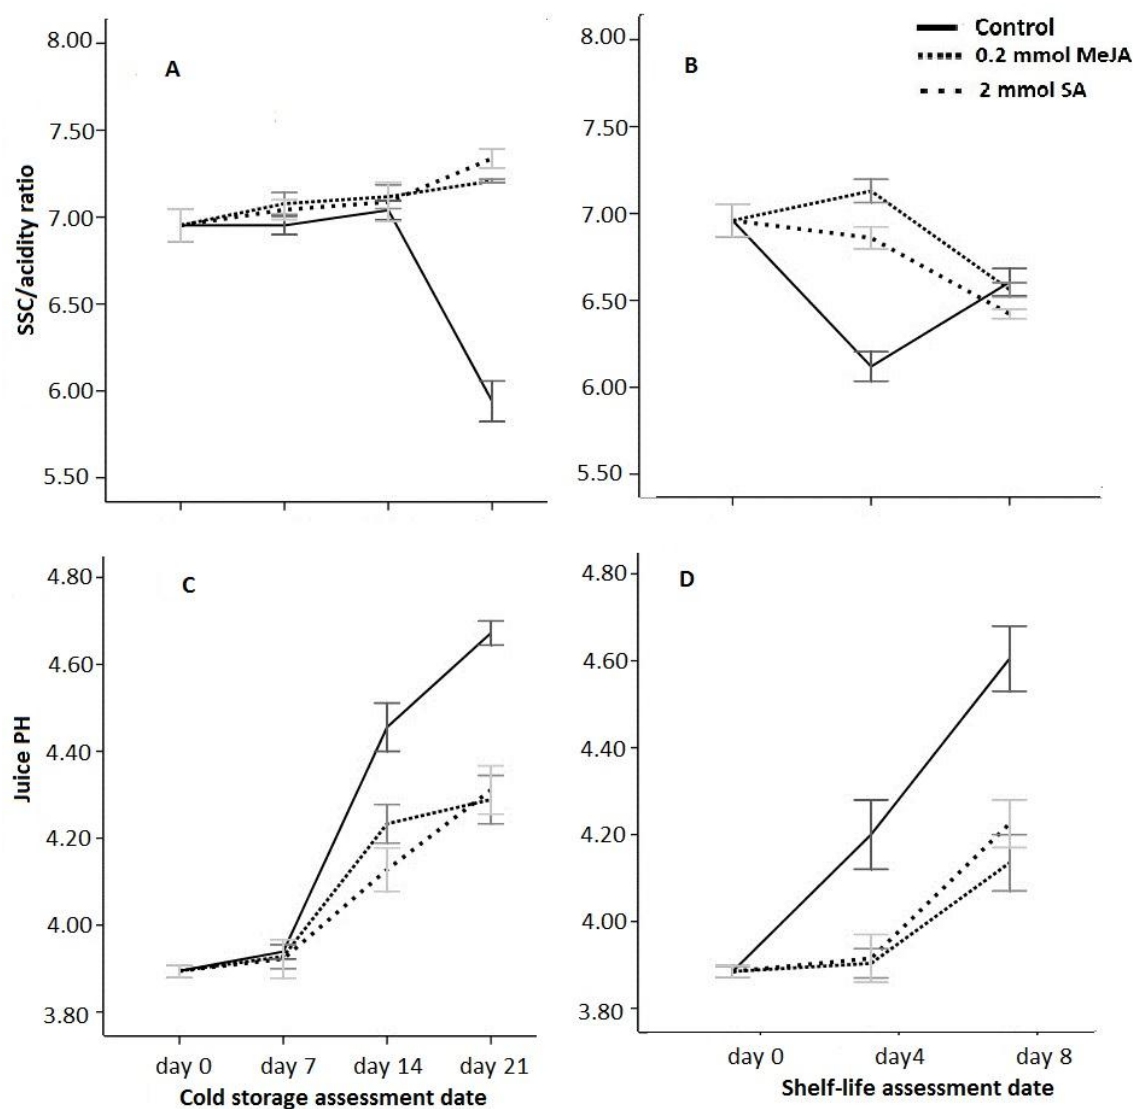 A
8.00
7.50
7.00
6.50
6.00
5.50
SSC/acidity ratio
B
8.00
7.50
7.00
6.50
6.00
5.50
Control
0.2 mmol MeJA
2 mmol SA
C
4.80
4.60
4.40
4.20
4.00
3.80
Juice PH
day 0 day 7 day 14 day 21
Cold storage assessment date
D
4.80
4.60
4.40
4.20
4.00
3.80
day 0 day4 day 8
Shelf-life assessment date